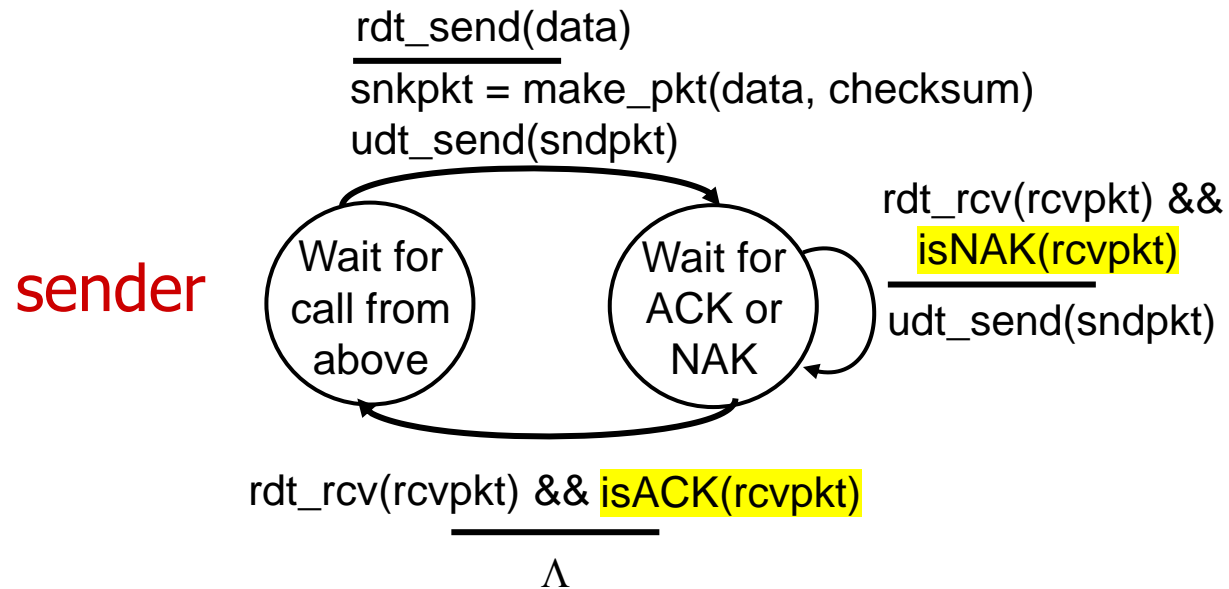 rdt_send(data)
snkpkt = make_pkt(data, checksum)
udt_send(sndpkt)
sender
Wait for
call from
above
Wait for
ACK or
NAK
rdt_rcv(rcvpkt) &&
isNAK(rcvpkt)
udt_send(sndpkt)
rdt_rcv(rcvpkt) && isACK(rcvpkt)
Λ